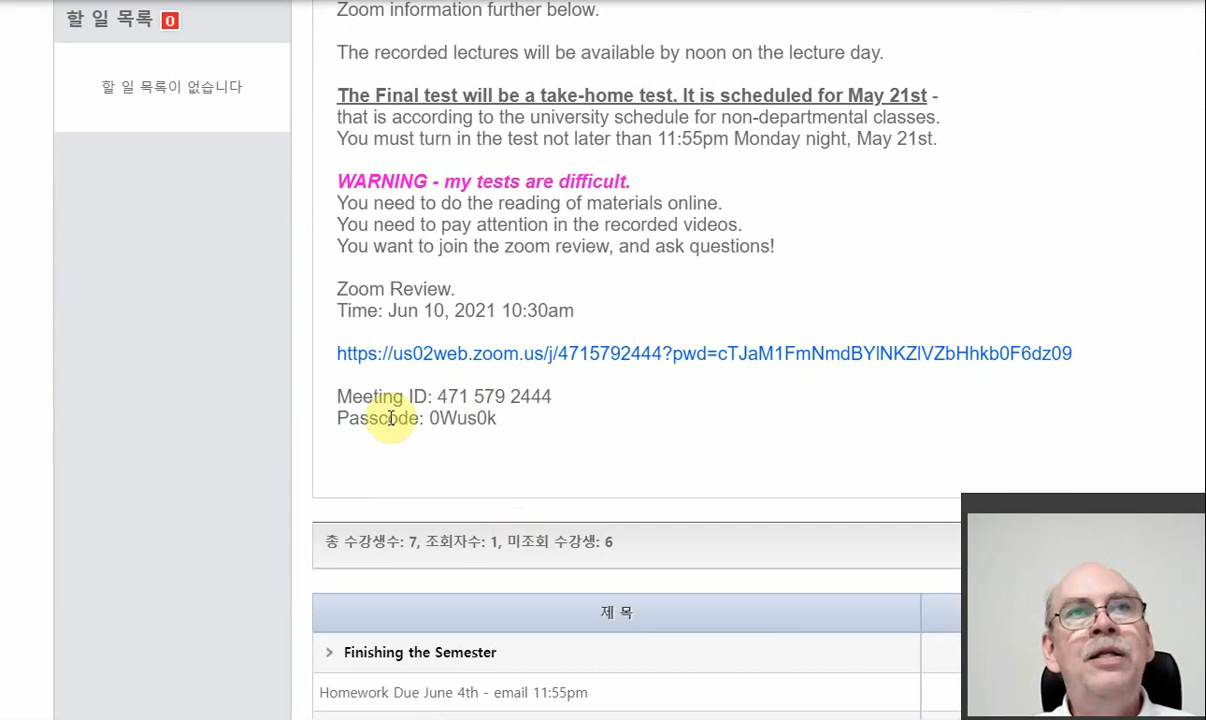 할 일 목록 0
할 일 목록이 없습니다
Zoom information further below.
The recorded lectures will be available by noon on the lecture day.
The Final test will be a take-home test. It is scheduled for May 21st -
that is according to the university schedule for non-departmental classes.
You must turn in the test not later than 11:55pm Monday night, May 21st.
WARNING - my tests are difficult.
You need to do the reading of materials online.
You need to pay attention in the recorded videos.
You want to join the zoom review, and ask questions!
Zoom Review.
Time: Jun 10, 2021 10:30am
https://us02web.zoom.us/j/4715792444?pwd=cTJaM1FmNmdBYlNKZlVZbHhkb0F6dz09
Meeting ID: 471 579 2444
Passcode: 0Wus0k
총 수강생수: 7, 조회자수: 1, 미조회 수강생: 6
제 목
Finishing the Semester
Homework Due June 4th - email 11:55pm